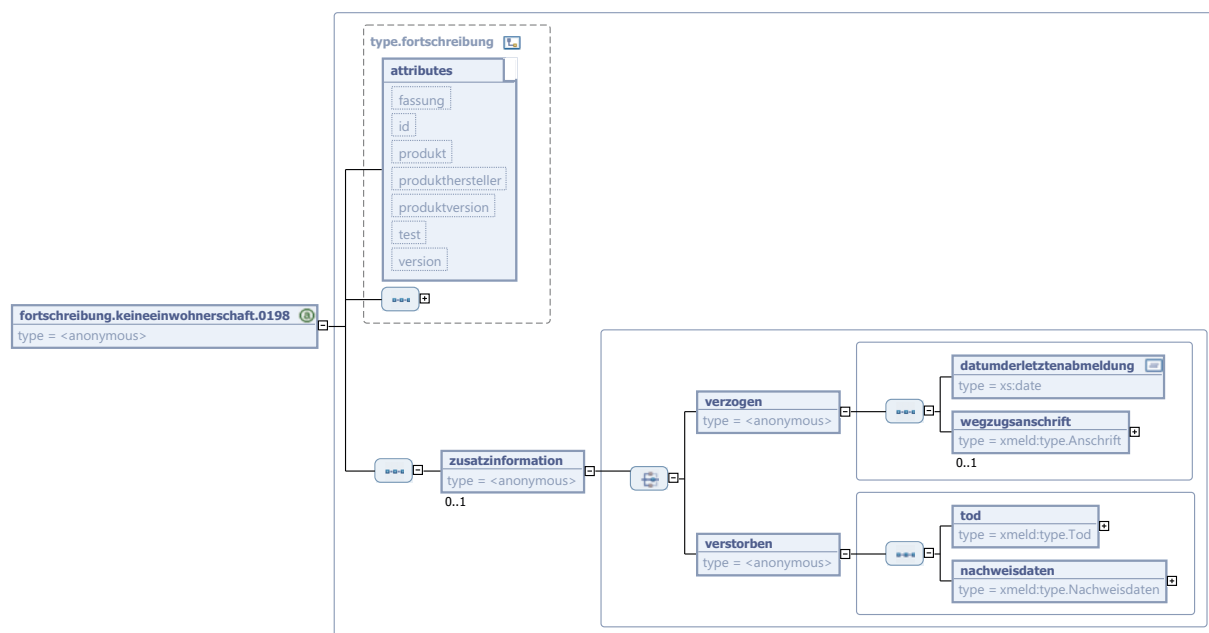 type.fortschreibung
attributes
fassung
id
produkt
produkthersteller
produktversion
test
version
fortschreibung.keineeinwohnerschaft.0198
type = <anonymous>
zusatzinformation
type = <anonymous>
0..1
verzogen
type = <anonymous>
datumderletztenabmeldung
type = xs:date
wegzugsanschrift
type = xmeld:type.Anschrift
0..1
verstorben
type = <anonymous>
tod
type = xmeld:type.Tod
nachweisdaten
type = xmeld:type.Nachweisdaten